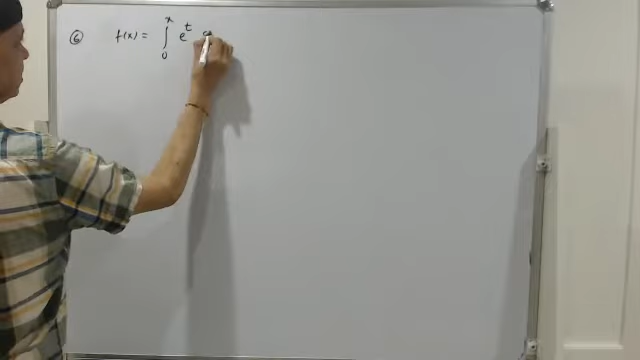 ⑥ f(x) = ∫₀ˣ eᵗ